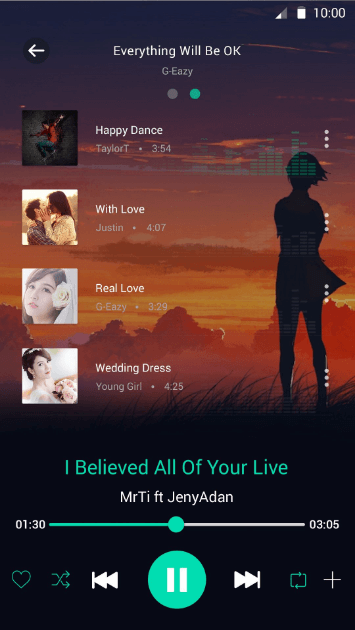 10:00
Everything Will Be OK
G-Eazy
Happy Dance
TaylorT • 3:54
With Love
Justin • 4:07
Real Love
G-Eazy • 3:29
Wedding Dress
Young Girl • 4:25
I Believed All Of Your Live
MrTi ft JenyAdan
01:30 03:05